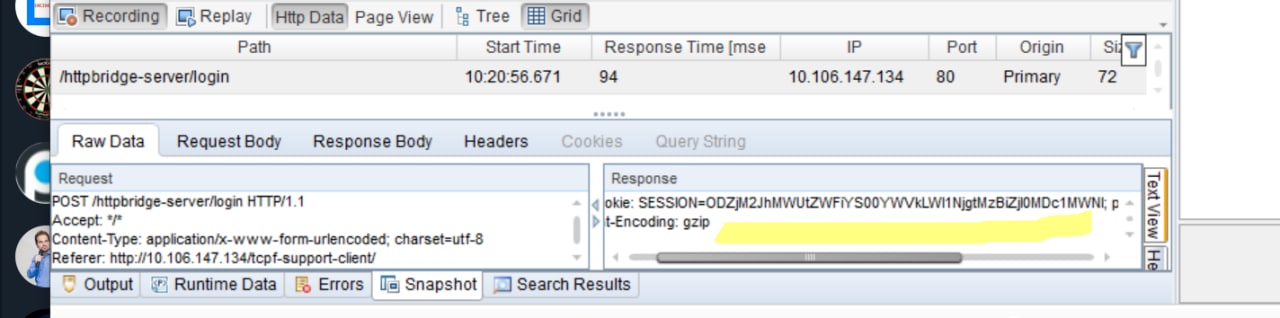 Recording Replay Http Data Page View Tree Grid
Path Start Time Response Time [mse IP Port Origin Siz
/httpbridge-server/login 10:20:56.671 94 10.106.147.134 80 Primary 72
Raw Data Request Body Response Body Headers Cookies Query String
Request
POST /httpbridge-server/login HTTP/1.1
Accept: */*
Content-Type: application/x-www-form-urlencoded; charset=utf-8
Referer: http://10.106.147.134/tcpf-support-client/
Response
t-Encoding: gzip
Text View
He
Output Runtime Data Errors Snapshot Search Results